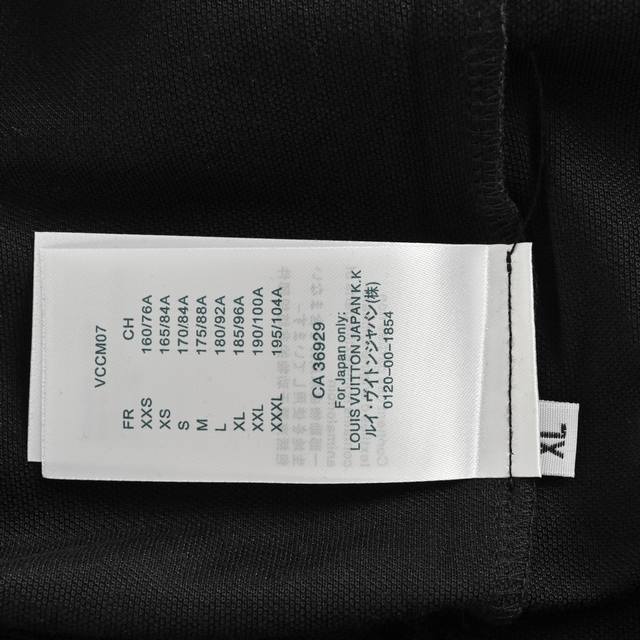 VCCM07
FR CH
XXS 160/76A
XS 165/84A
S 170/84A
M 175/88A
L 180/92A
XL 185/96A
XXL 190/100A
XXXL 195/104A
CA 36929
For Japan only:
LOUIS VUITTON JAPAN K.K
ルイ・ヴィトンジャパン(株)
0120-00-1854
XL